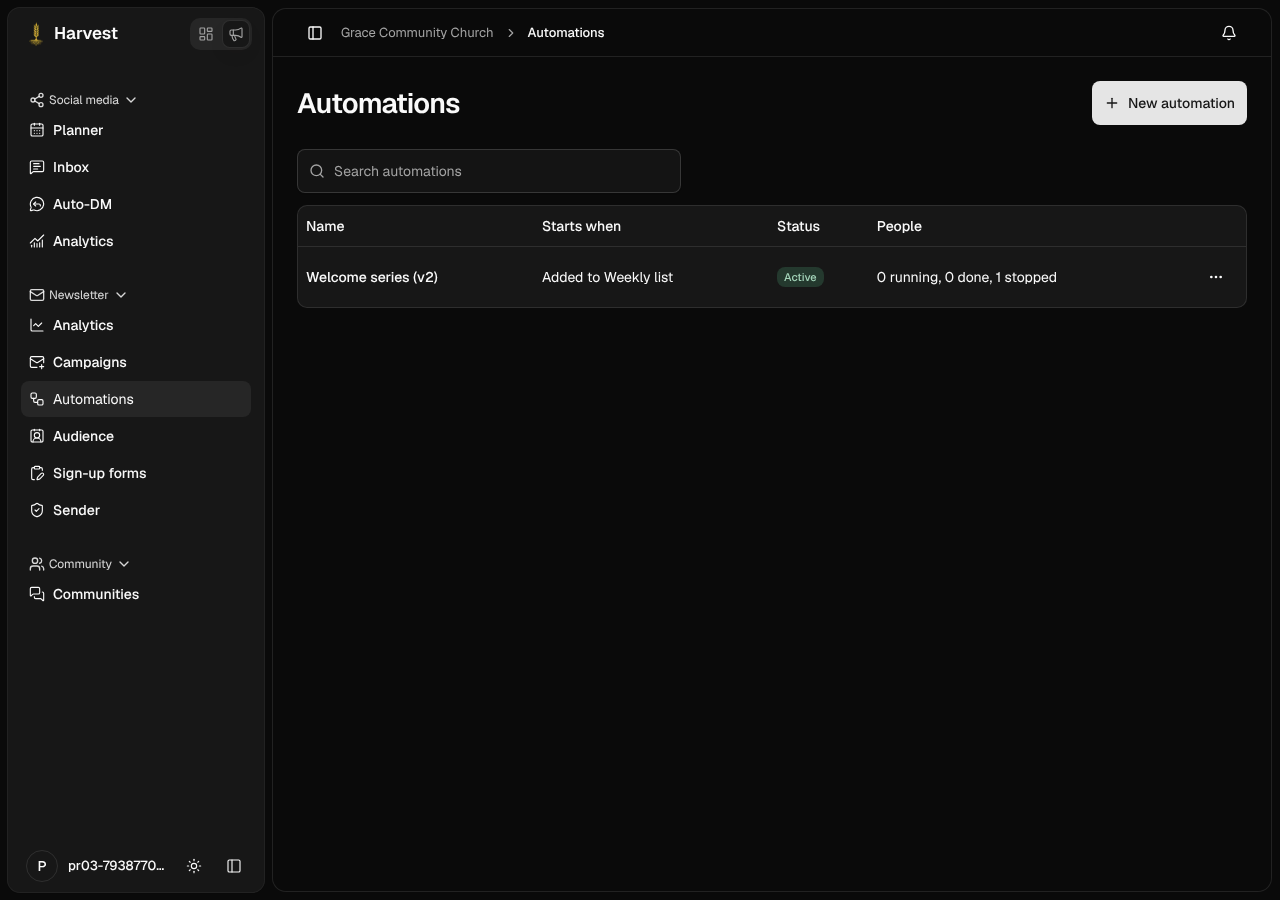 Harvest
Grace Community Church > Automations
Social media
Planner
Inbox
Auto-DM
Analytics
Newsletter
Analytics
Campaigns
Automations
Audience
Sign-up forms
Sender
Community
Communities
P pr03-7938770...
Automations
New automation
Search automations
Name Starts when Status People
Welcome series (v2) Added to Weekly list Active 0 running, 0 done, 1 stopped